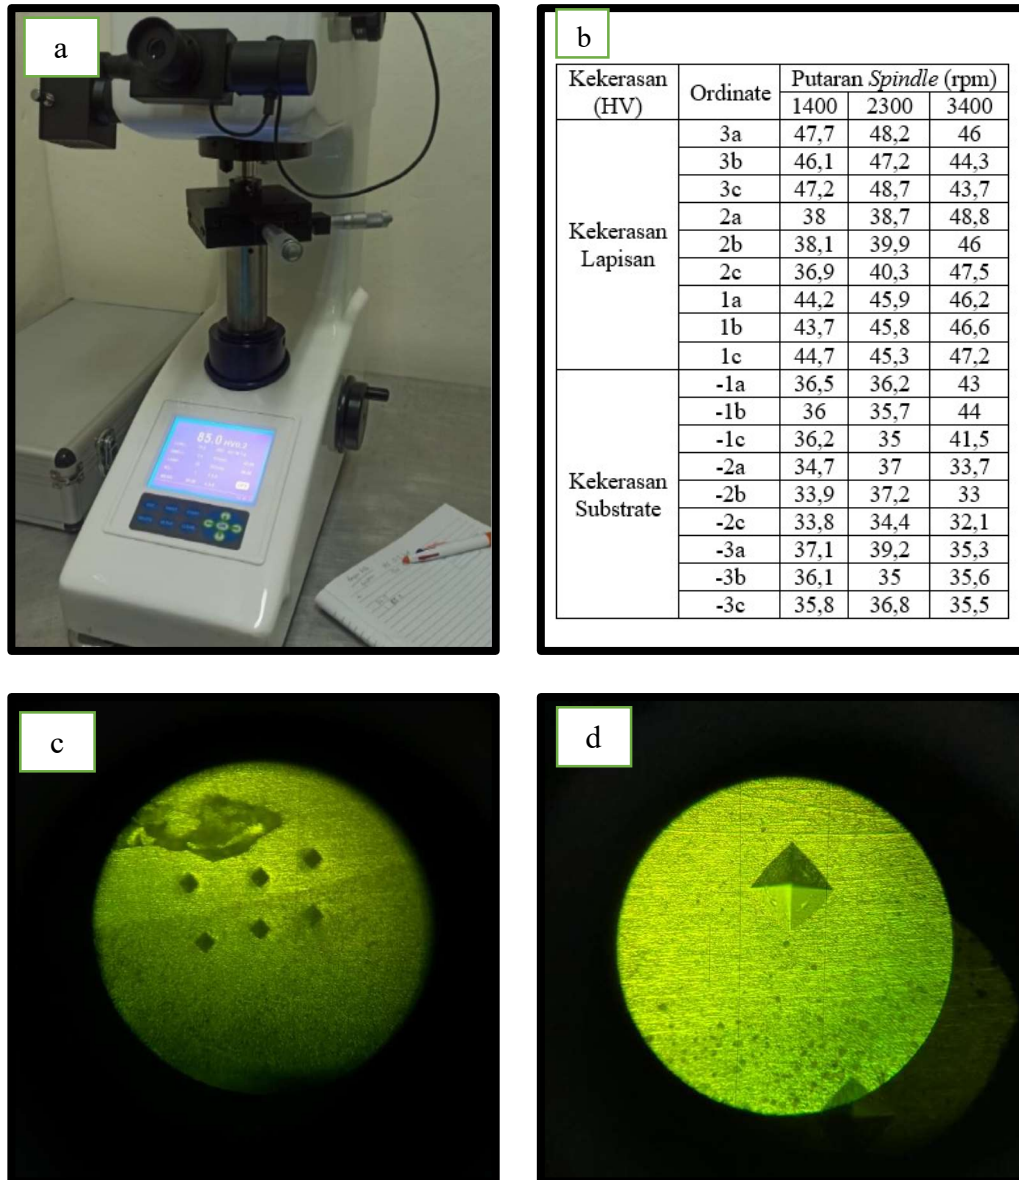 a
85.0 HV0.2
b
Kekerasan (HV) Ordinate Putaran Spindle (rpm)
1400 2300 3400
Kekerasan Lapisan
3a 47,7 48,2 46
3b 46,1 47,2 44,3
3c 47,2 48,7 43,7
2a 38 38,7 48,8
2b 38,1 39,9 46
2c 36,9 40,3 47,5
1a 44,2 45,9 46,2
1b 43,7 45,8 46,6
1c 44,7 45,3 47,2
Kekerasan Substrate
-1a 36,5 36,2 43
-1b 36 35,7 44
-1c 36,2 35 41,5
-2a 34,7 37 33,7
-2b 33,9 37,2 33
-2c 33,8 34,4 32,1
-3a 37,1 39,2 35,3
-3b 36,1 35 35,6
-3c 35,8 36,8 35,5
c
d